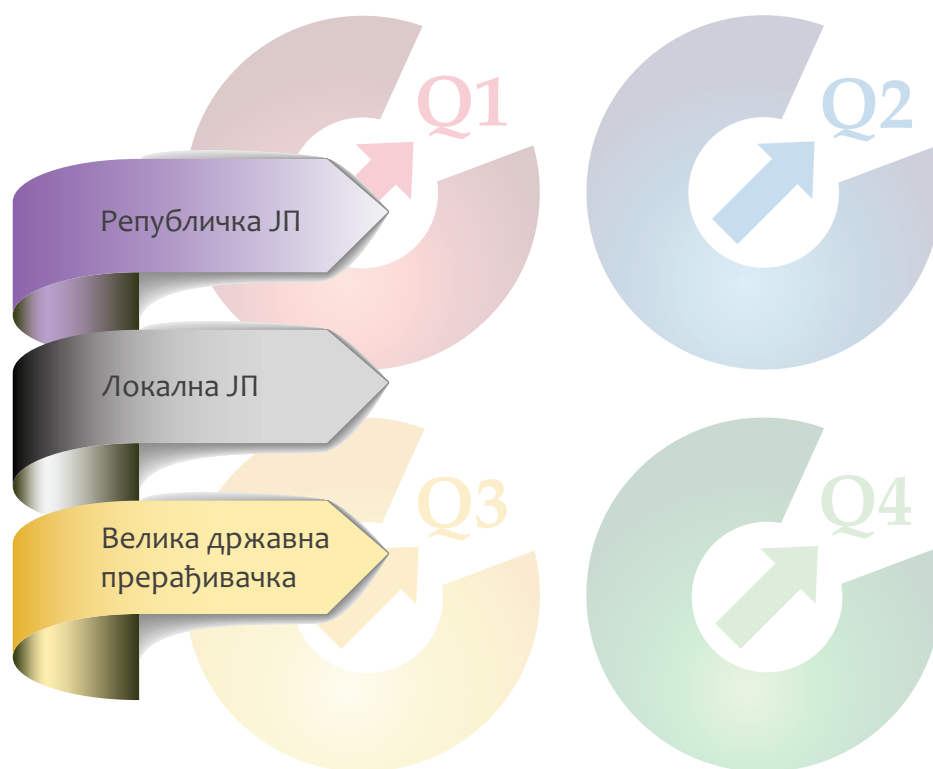 Q1
Q2
Републичка ЈП
Локална ЈП
Q3
Q4
Велика државна
прерађивачка